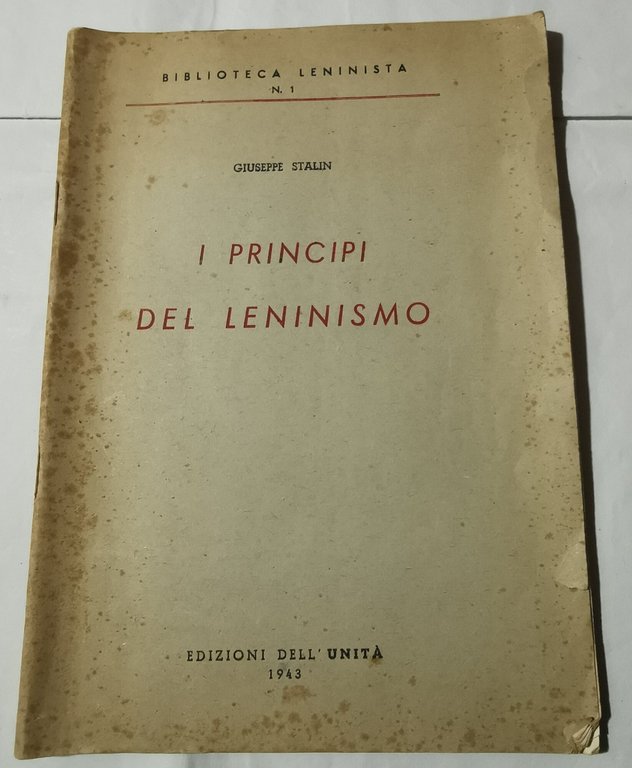 BIBLIOTECA LENINISTA
N. 1
GIUSEPPE STALIN
I PRINCIPI
DEL LENINISMO
EDIZIONI DELL'UNITÀ
1943